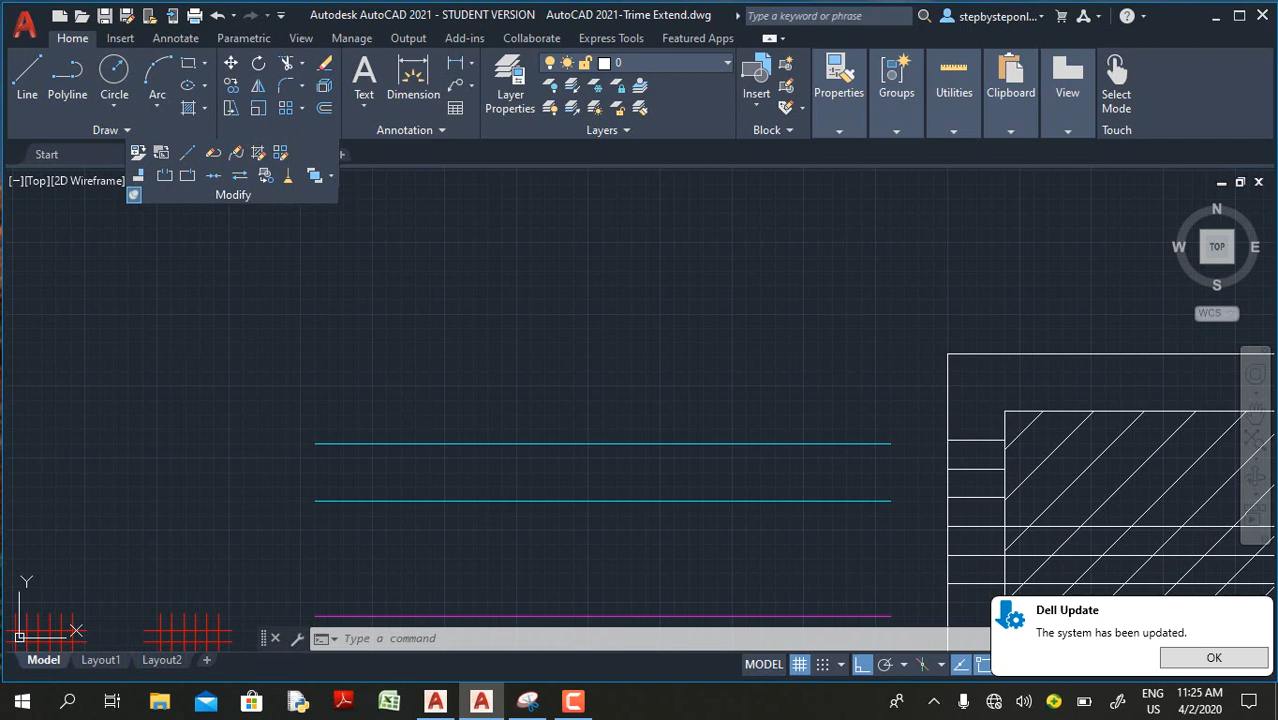 Autodesk AutoCAD 2021 - STUDENT VERSION AutoCAD 2021-Trime Extend.dwg
Type a keyword or phrase
stepbysteponl...
Home Insert Annotate Parametric View Manage Output Add-ins Collaborate Express Tools Featured Apps
0
Line Polyline Circle Arc
Text Dimension
Layer Properties
Insert
Properties Groups Utilities Clipboard View
Select Mode
Draw Annotation Layers Block Touch
Start
[−][Top][2D Wireframe]
Modify
N
W TOP E
S
WCS
Y
X
Dell Update
The system has been updated.
OK
Type a command
Model Layout1 Layout2 +
MODEL
ENG
US
11:25 AM
4/2/2020